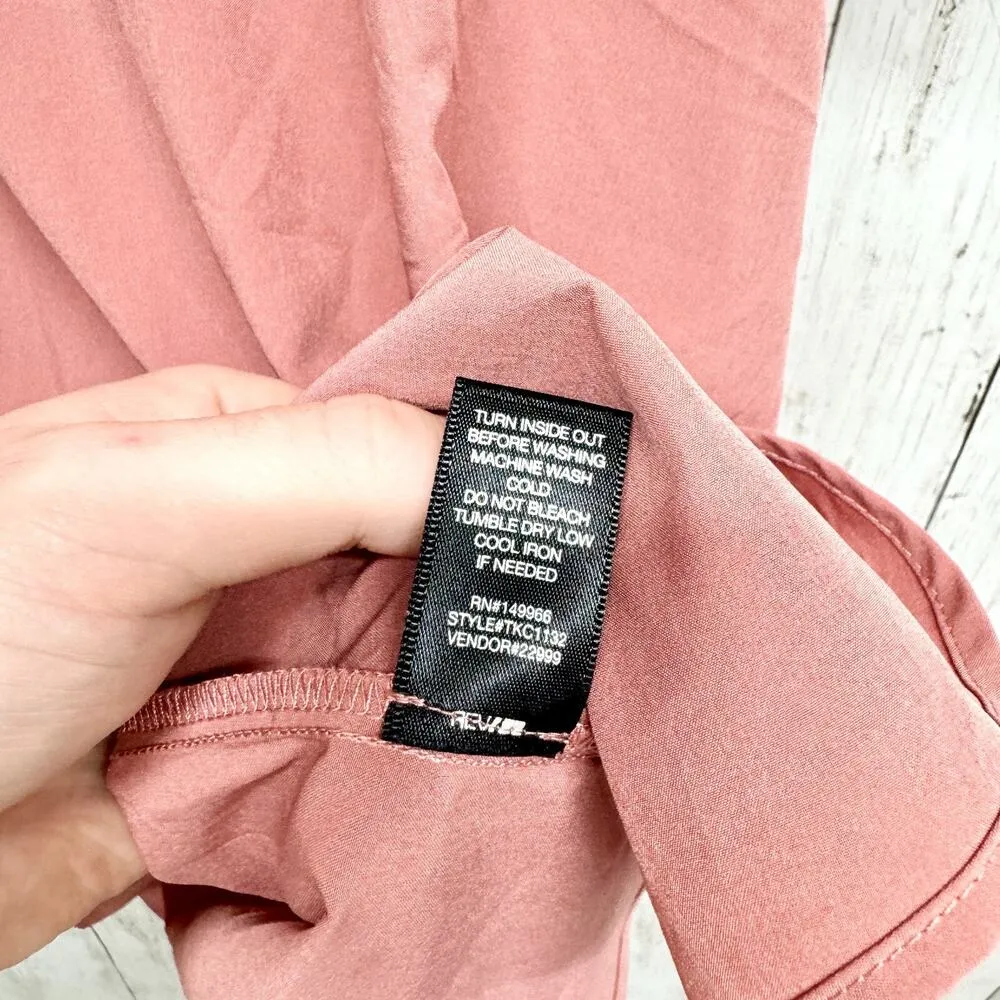 TURN INSIDE OUT
BEFORE WASHING
MACHINE WASH
COLD
DO NOT BLEACH
TUMBLE DRY LOW
COOL IRON
IF NEEDED
RN#149966
STYLE#TKC1132
VENDOR#22999